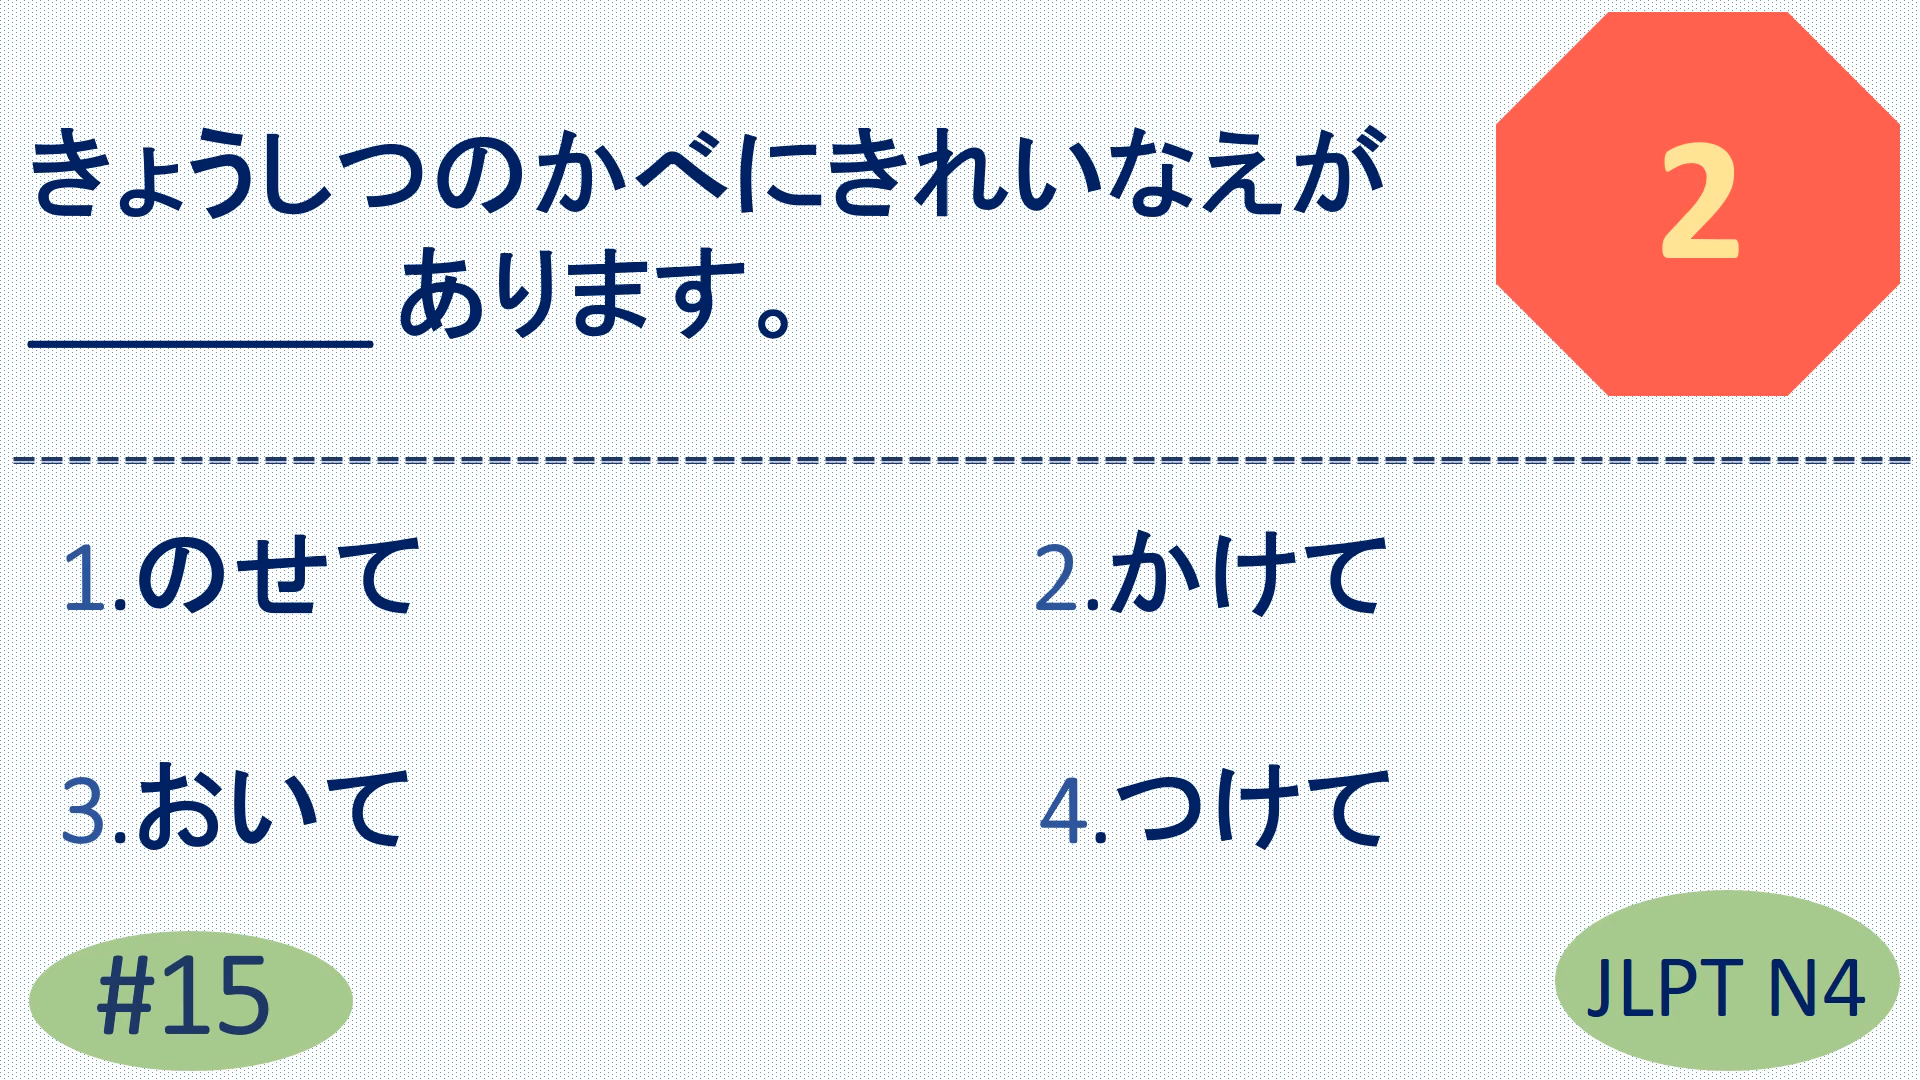 きょうしつのかべにきれいなえが
________ あります。
2
1.のせて
2.かけて
3.おいて
4.つけて
#15
JLPT N4